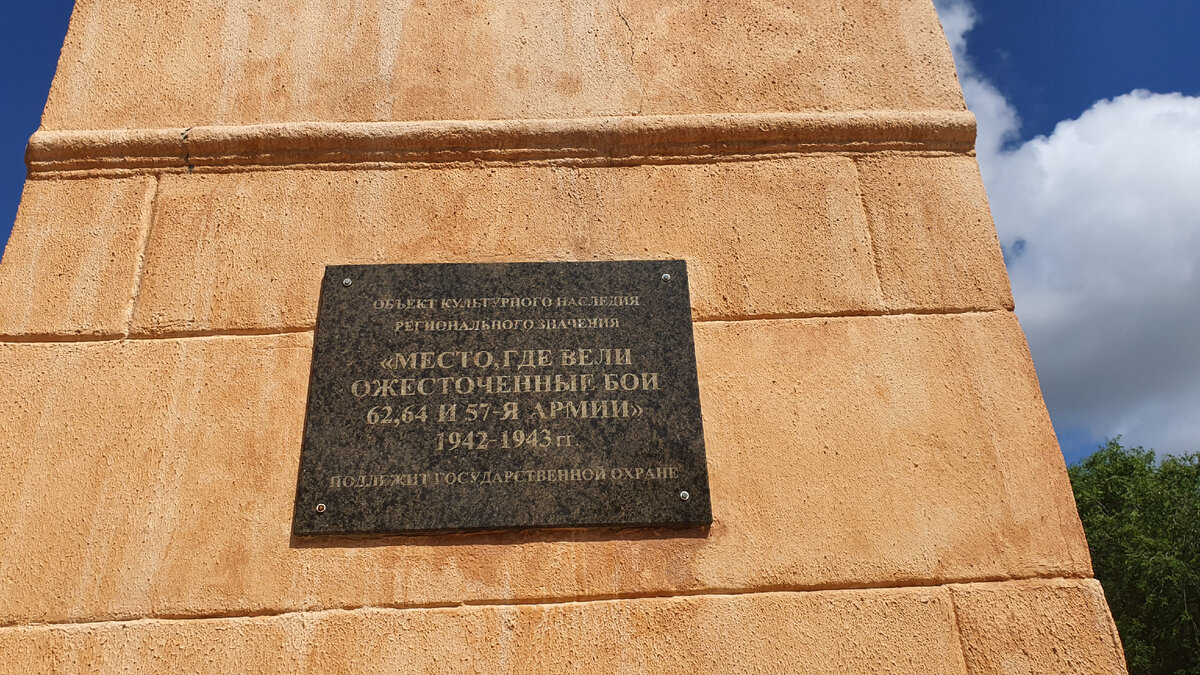 ОБЪЕКТ КУЛЬТУРНОГО НАСЛЕДИЯ
РЕГИОНАЛЬНОГО ЗНАЧЕНИЯ
«МЕСТО, ГДЕ ВЕЛИ
ОЖЕСТОЧЕННЫЕ БОИ
62,64 И 57-Я АРМИИ»
1942-1943 гг.
ПОДЛЕЖИТ ГОСУДАРСТВЕННОЙ ОХРАНЕ